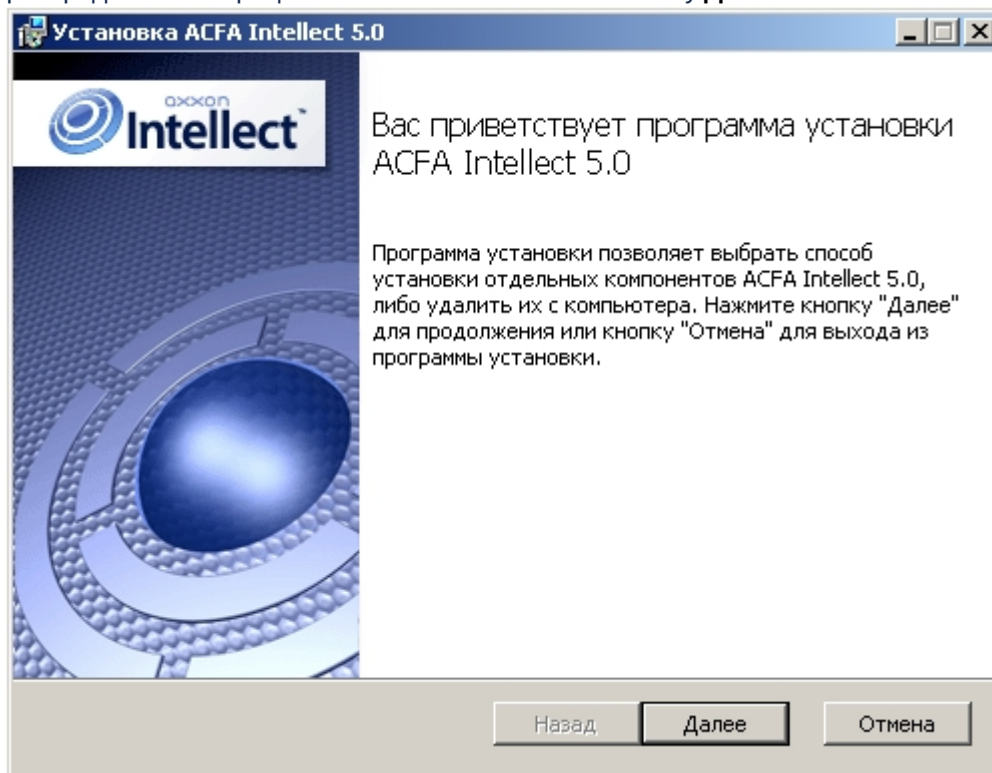 Установка ACFA Intellect 5.0
axxon
Intellect™
Вас приветствует программа установки
ACFA Intellect 5.0
Программа установки позволяет выбрать способ
установки отдельных компонентов ACFA Intellect 5.0,
либо удалить их с компьютера. Нажмите кнопку "Далее"
для продолжения или кнопку "Отмена" для выхода из
программы установки.
Назад
Далее
Отмена